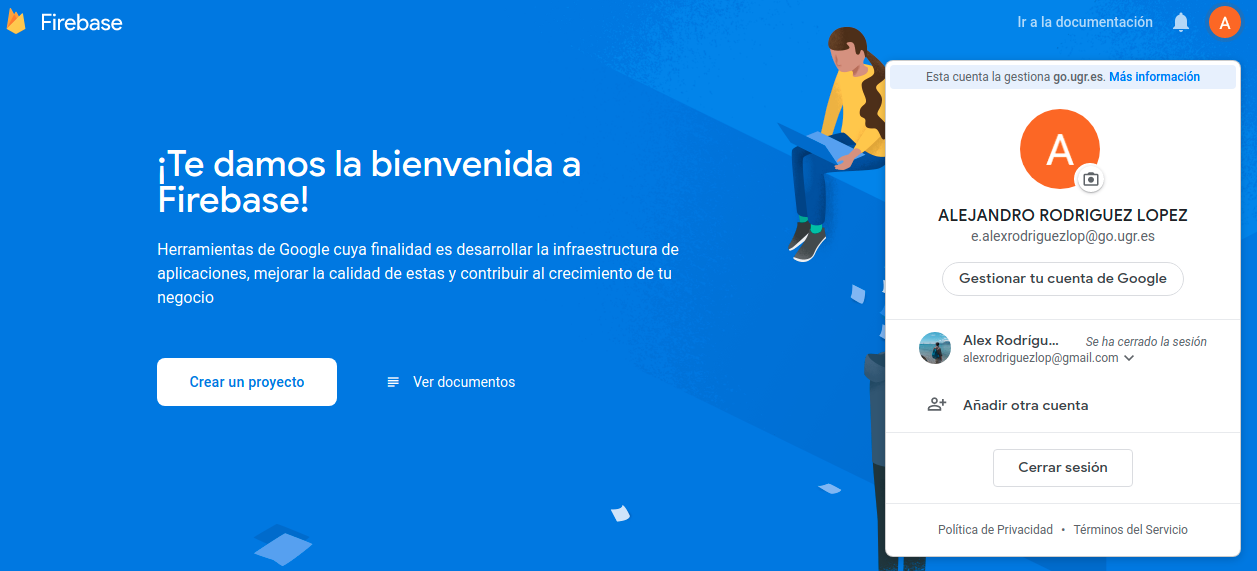 Firebase
Ir a la documentación
A
Esta cuenta la gestiona go.ugr.es. Más información
A
ALEJANDRO RODRIGUEZ LOPEZ
e.alexrodriguezlop@go.ugr.es
Gestionar tu cuenta de Google
Alex Rodrígu... Se ha cerrado la sesión
alexrodriguezlop@gmail.com
Añadir otra cuenta
Cerrar sesión
Política de Privacidad • Términos del Servicio
¡Te damos la bienvenida a
Firebase!
Herramientas de Google cuya finalidad es desarrollar la infraestructura de
aplicaciones, mejorar la calidad de estas y contribuir al crecimiento de tu
negocio
Crear un proyecto
Ver documentos